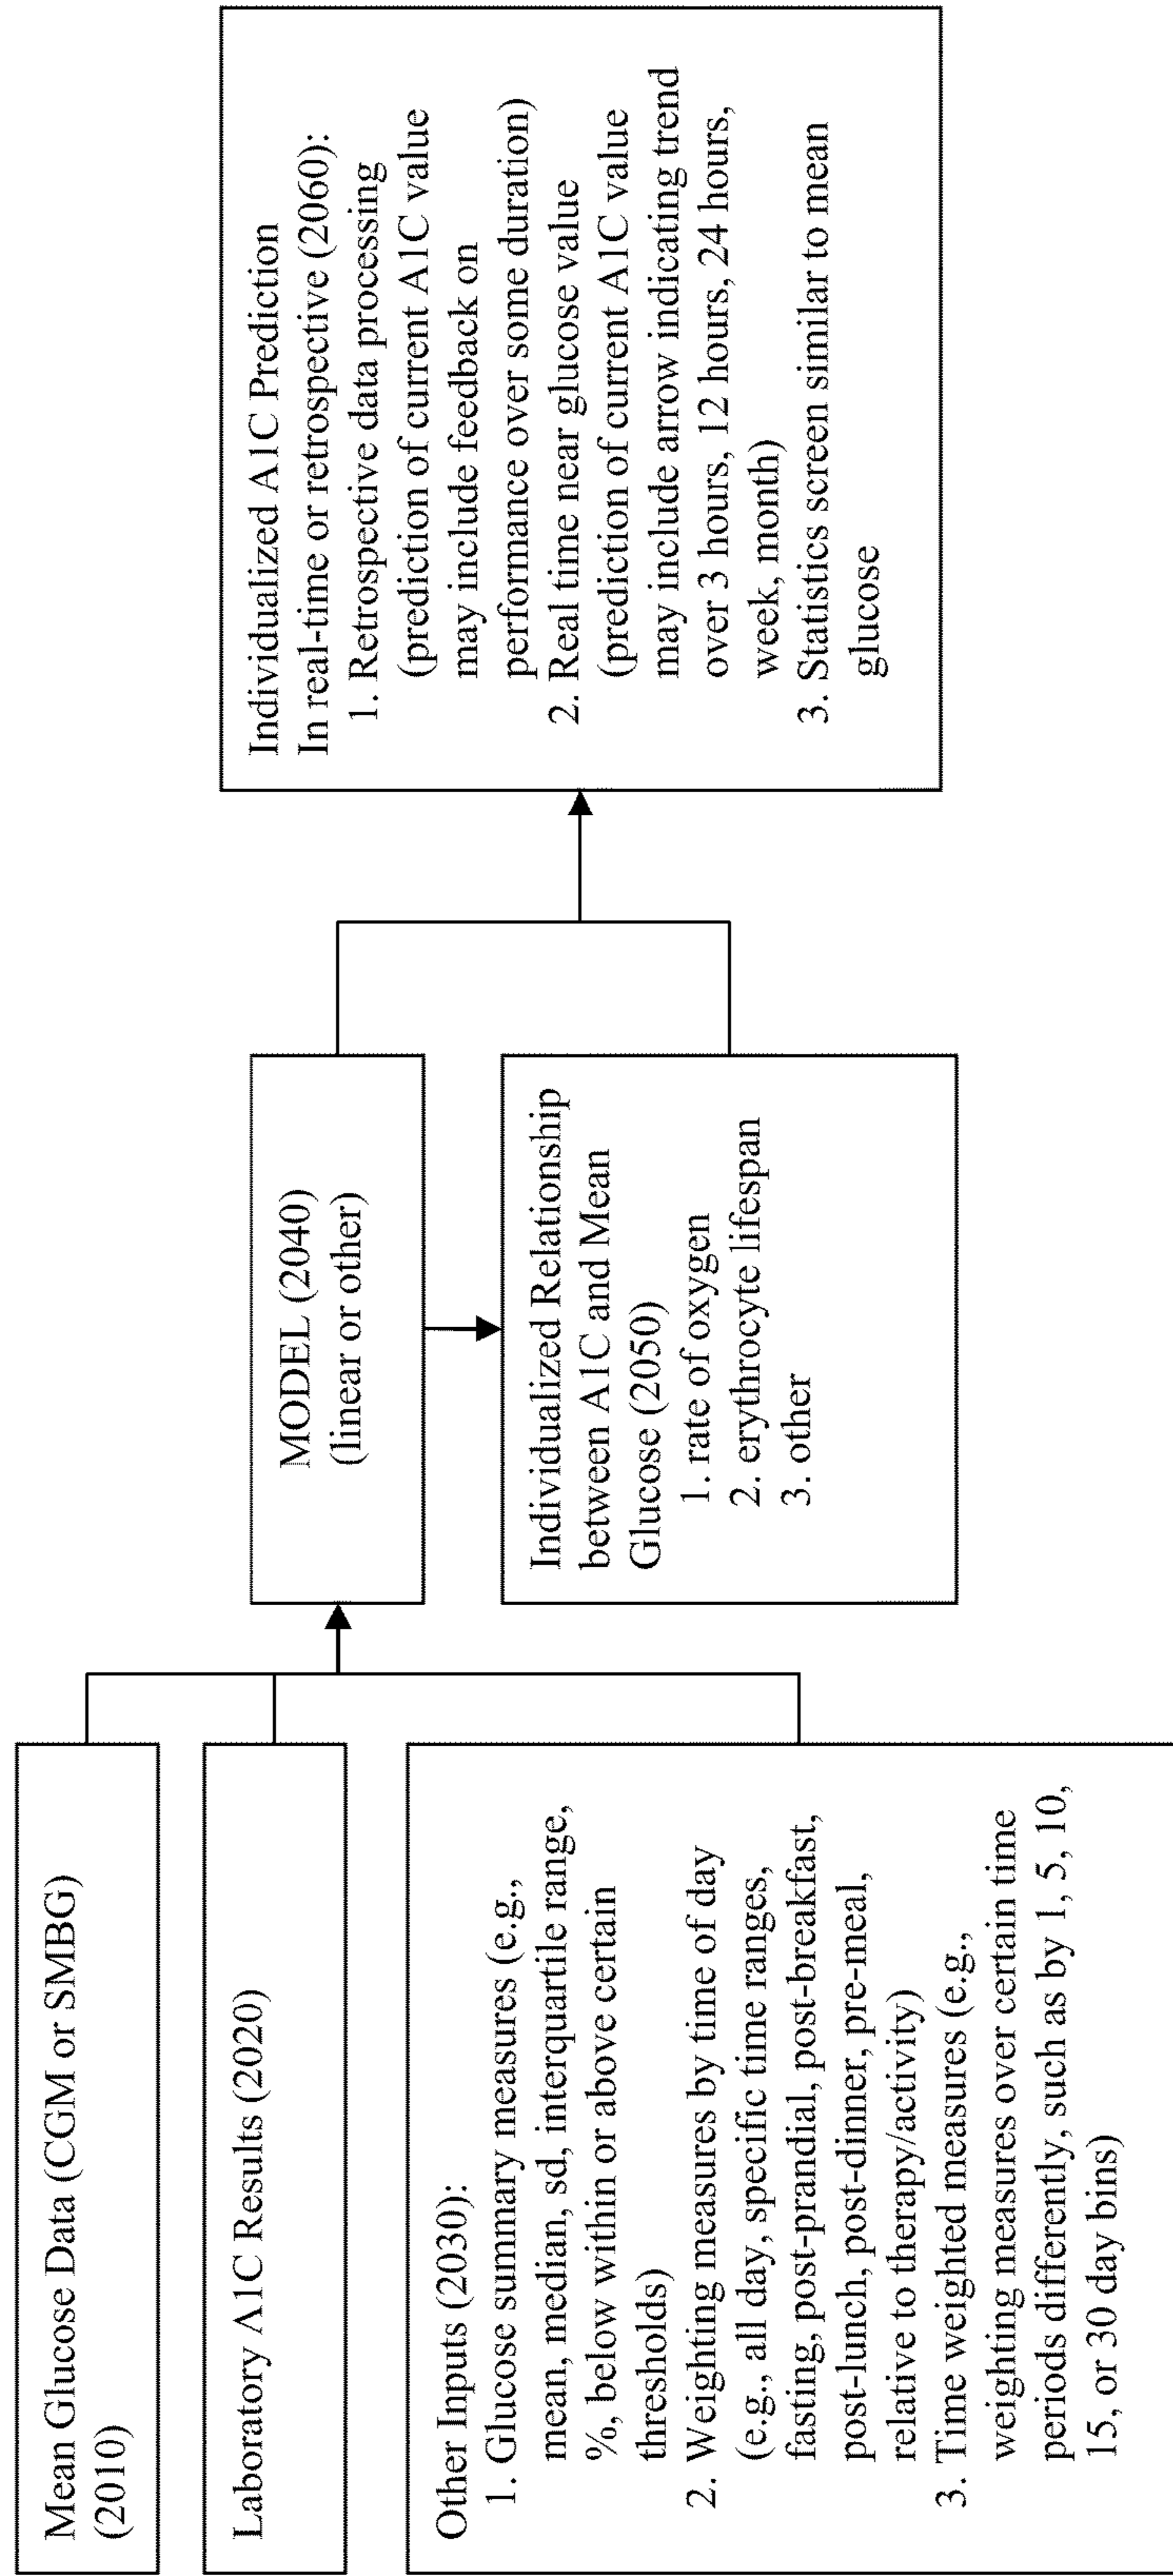 Mean Glucose Data (CGM or SMBG)
(2010)
Laboratory A1C Results (2020)
Other Inputs (2030):
1. Glucose summary measures (e.g.,
mean, median, sd, interquartile range,
%, below within or above certain
thresholds)
2. Weighting measures by time of day
(e.g., all day, specific time ranges,
fasting, post-prandial, post-breakfast,
post-lunch, post-dinner, pre-meal,
relative to therapy/activity)
3. Time weighted measures (e.g.,
weighting measures over certain time
periods differently, such as by 1, 5, 10,
15, or 30 day bins)
MODEL (2040)
(linear or other)
Individualized Relationship
between A1C and Mean
Glucose (2050)
1. rate of oxygen
2. erythrocyte lifespan
3. other
Individualized A1C Prediction
In real-time or retrospective (2060):
1. Retrospective data processing
(prediction of current A1C value
may include feedback on
performance over some duration)
2. Real time near glucose value
(prediction of current A1C value
may include arrow indicating trend
over 3 hours, 12 hours, 24 hours,
week, month)
3. Statistics screen similar to mean
glucose